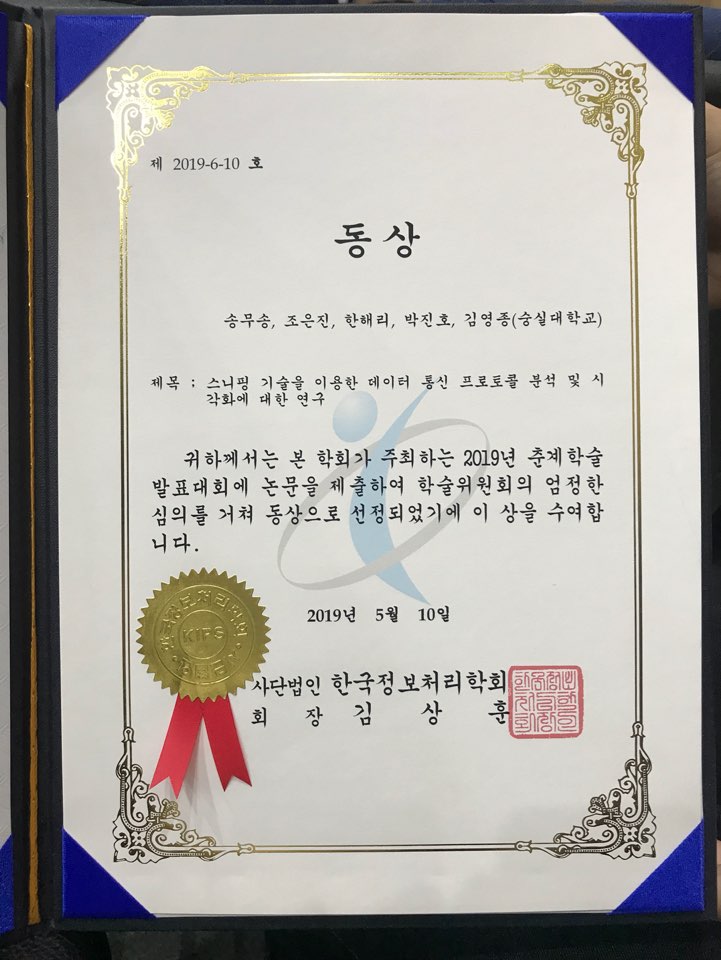 제 2019-6-10 호
동상
송무송, 조은진, 한해리, 박진호, 김영종(숭실대학교)
제목 : 스니핑 기술을 이용한 데이터 통신 프로토콜 분석 및 시
각화에 대한 연구
귀하께서는 본 학회가 주최하는 2019년 춘계학술
발표대회에 논문을 제출하여 학술위원회의 엄정한
심의를 거쳐 동상으로 선정되었기에 이 상을 수여합
니다.
2019년 5월 10일
KIPS
사단법인 한국정보처리학회
회 장 김 상 훈